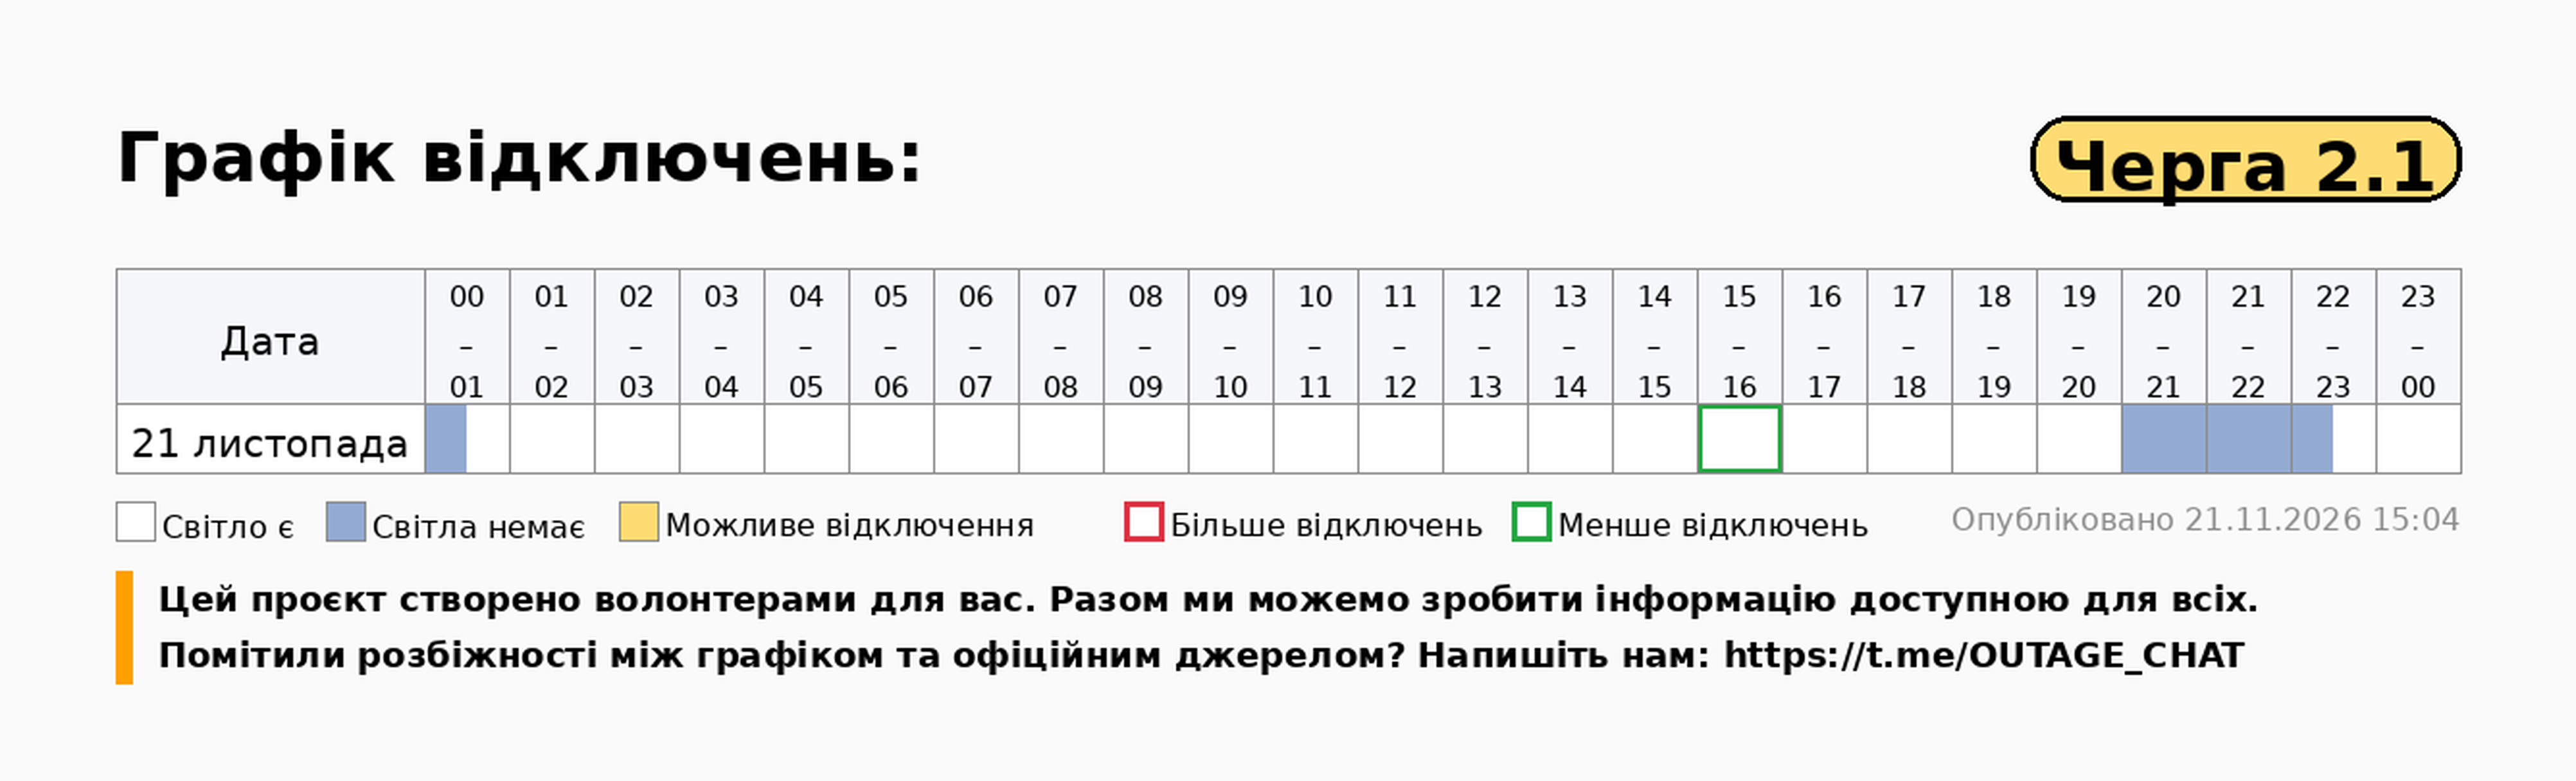 Графік відключень:
Черга 2.1
Дата
00 – 01
01 – 02
02 – 03
03 – 04
04 – 05
05 – 06
06 – 07
07 – 08
08 – 09
09 – 10
10 – 11
11 – 12
12 – 13
13 – 14
14 – 15
15 – 16
16 – 17
17 – 18
18 – 19
19 – 20
20 – 21
21 – 22
22 – 23
23 – 00
21 листопада
Світло є
Світла немає
Можливе відключення
Більше відключень
Менше відключень
Опубліковано 21.11.2026 15:04
Цей проєкт створено волонтерами для вас. Разом ми можемо зробити інформацію доступною для всіх.
Помітили розбіжності між графіком та офіційним джерелом? Напишіть нам: https://t.me/OUTAGE_CHAT